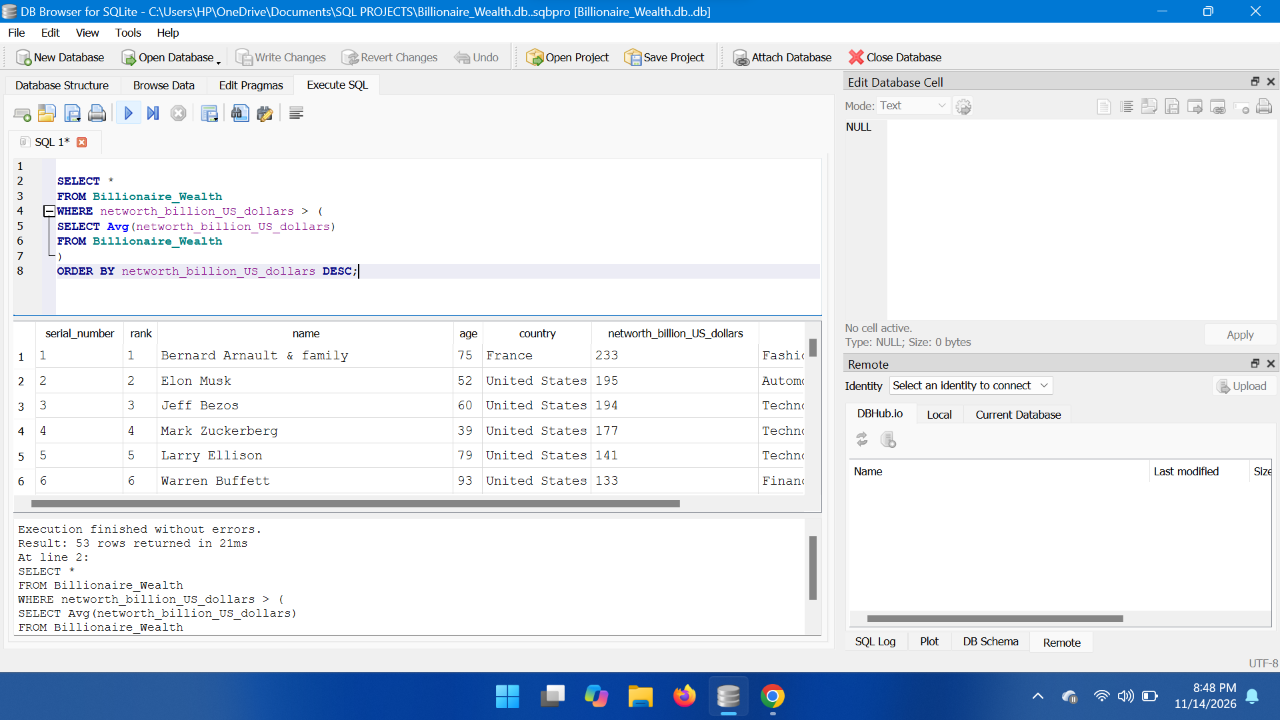 DB Browser for SQLite - C:\Users\HP\OneDrive\Documents\SQL PROJECTS\Billionaire_Wealth.db..sqbpro [Billionaire_Wealth.db..db]
File Edit View Tools Help
New Database Open Database Write Changes Revert Changes Undo Open Project Save Project Attach Database Close Database
Database Structure Browse Data Edit Pragmas Execute SQL
SQL 1*
1
2 SELECT *
3 FROM Billionaire_Wealth
4 WHERE networth_billion_US_dollars > (
5 SELECT Avg(networth_billion_US_dollars)
6 FROM Billionaire_Wealth
7 )
8 ORDER BY networth_billion_US_dollars DESC;
serial_number rank name age country networth_billion_US_dollars
1 1 1 Bernard Arnault & family 75 France 233 Fashi
2 2 2 Elon Musk 52 United States 195 Autom
3 3 3 Jeff Bezos 60 United States 194 Techn
4 4 4 Mark Zuckerberg 39 United States 177 Techn
5 5 5 Larry Ellison 79 United States 141 Techn
6 6 6 Warren Buffett 93 United States 133 Finan
Execution finished without errors.
Result: 53 rows returned in 21ms
At line 2:
SELECT *
FROM Billionaire_Wealth
WHERE networth_billion_US_dollars > (
SELECT Avg(networth_billion_US_dollars)
FROM Billionaire_Wealth
Edit Database Cell
Mode: Text
NULL
No cell active.
Type: NULL; Size: 0 bytes
Apply
Remote
Identity Select an identity to connect Upload
DBHub.io Local Current Database
Name Last modified Size
SQL Log Plot DB Schema Remote
UTF-8
8:48 PM
11/14/2026